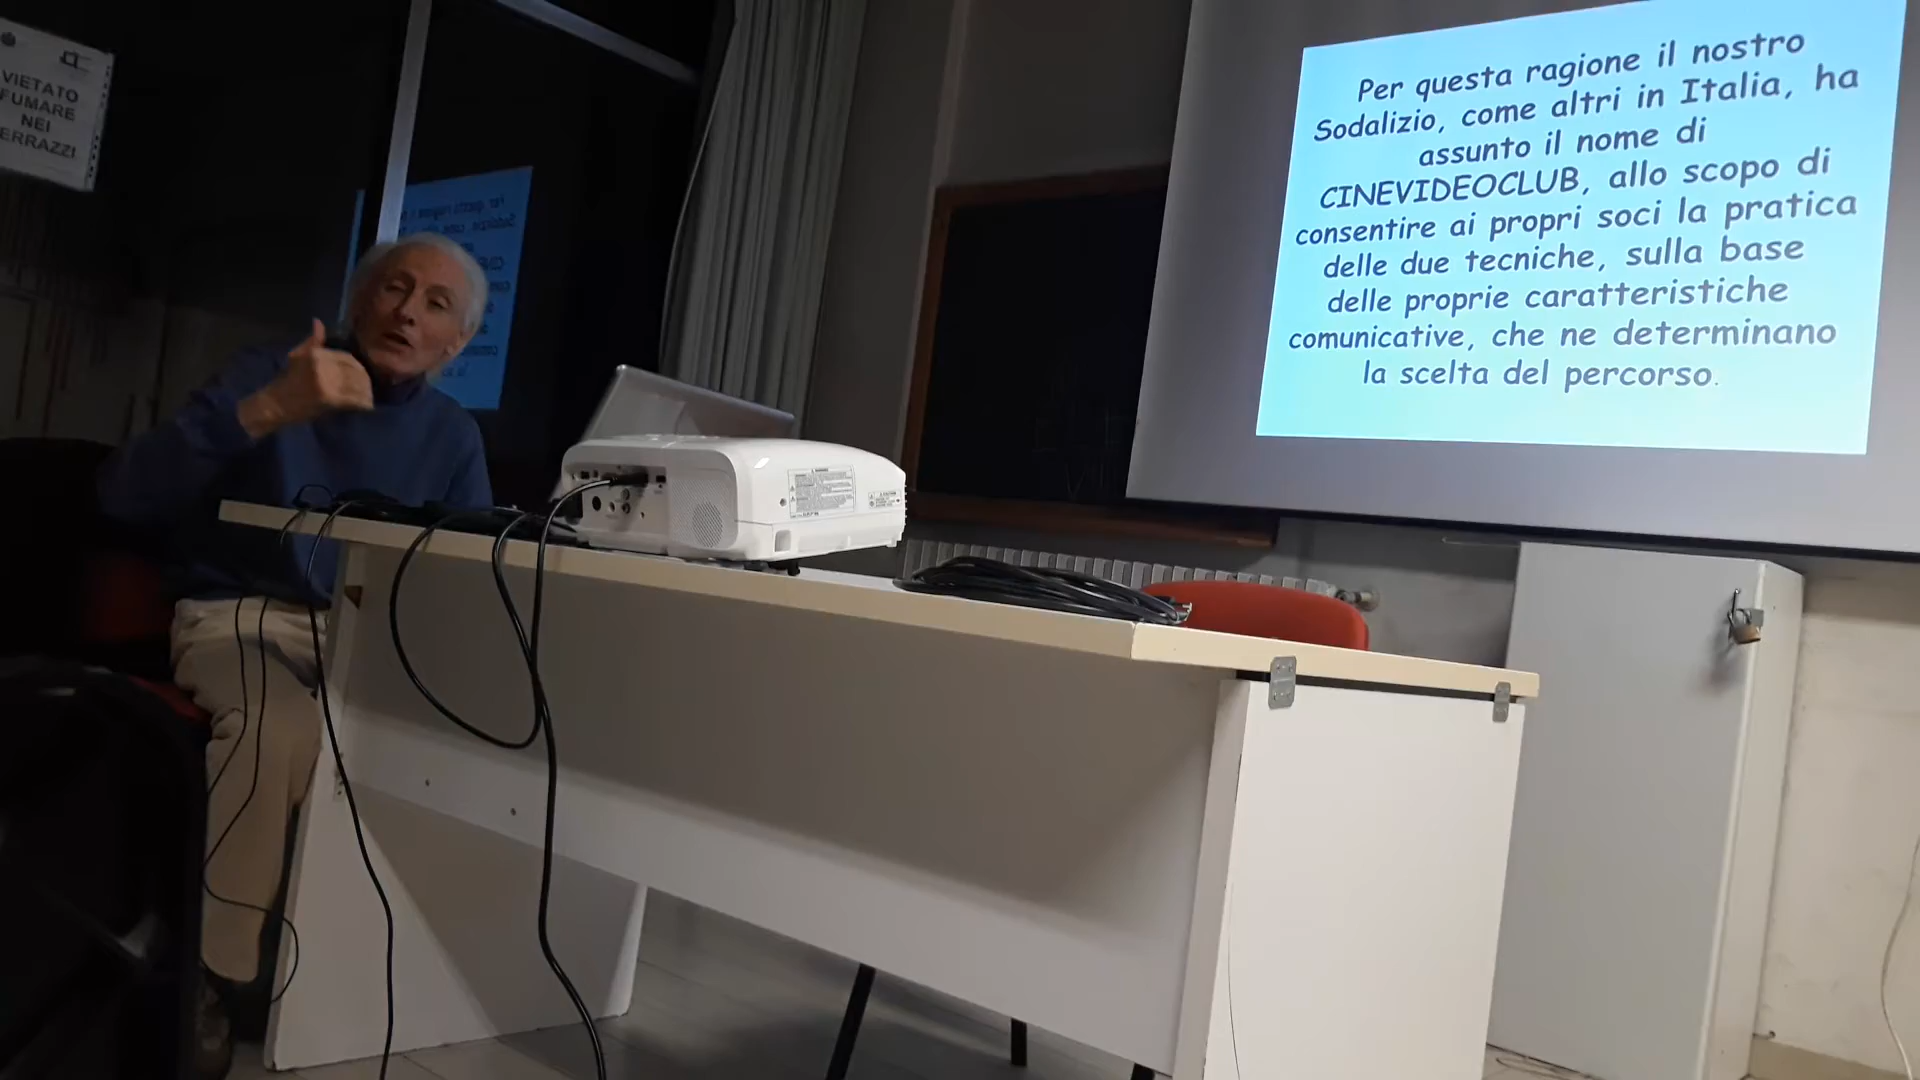 VIETATO
FUMARE
NEI
ERRAZZI
Per questa ragione il nostro
Sodalizio, come altri in Italia, ha
assunto il nome di
CINEVIDEOCLUB, allo scopo di
consentire ai propri soci la pratica
delle due tecniche, sulla base
delle proprie caratteristiche
comunicative, che ne determinano
la scelta del percorso.